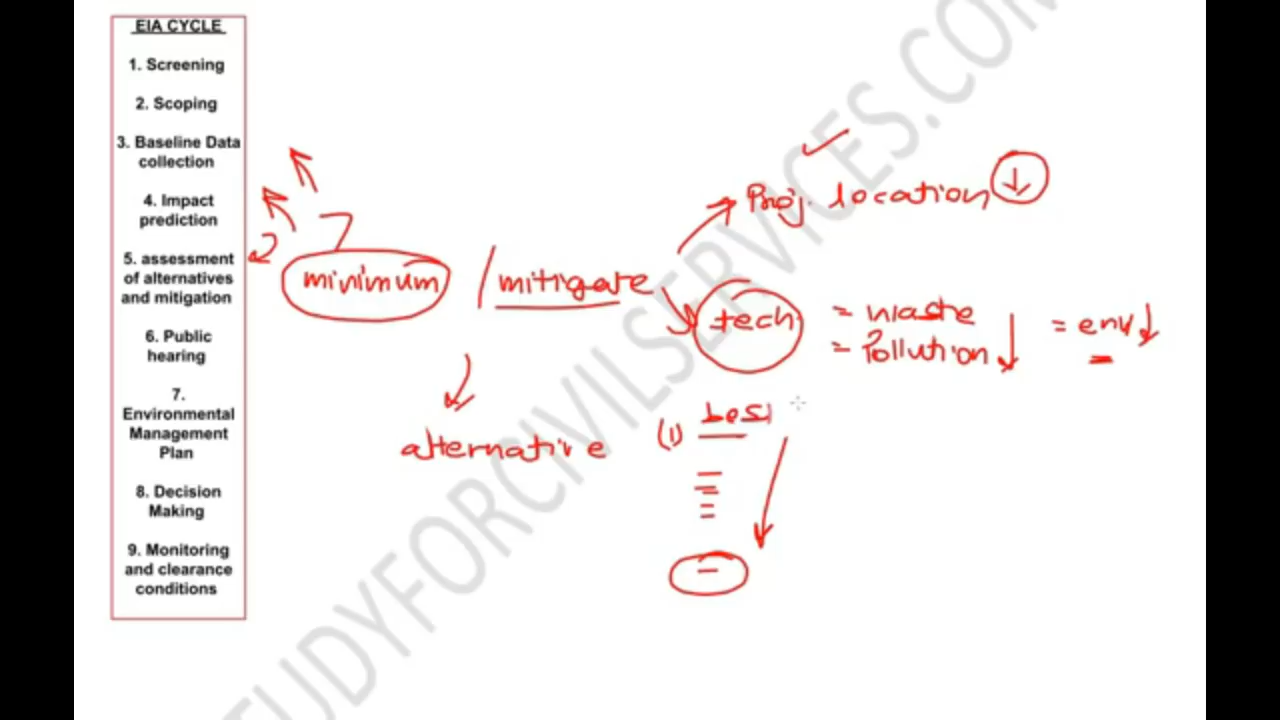 EIA CYCLE
1. Screening
2. Scoping
3. Baseline Data
collection
4. Impact
prediction
5. assessment
of alternatives
and mitigation
6. Public
hearing
7.
Environmental
Management
Plan
8. Decision
Making
9. Monitoring
and clearance
conditions
minimum / mitigate
Proj. location ↓
tech
= waste
= Pollution ↓
= env ↓
alternative
(1) best
STUDYFORCIVILSERVICES.COM